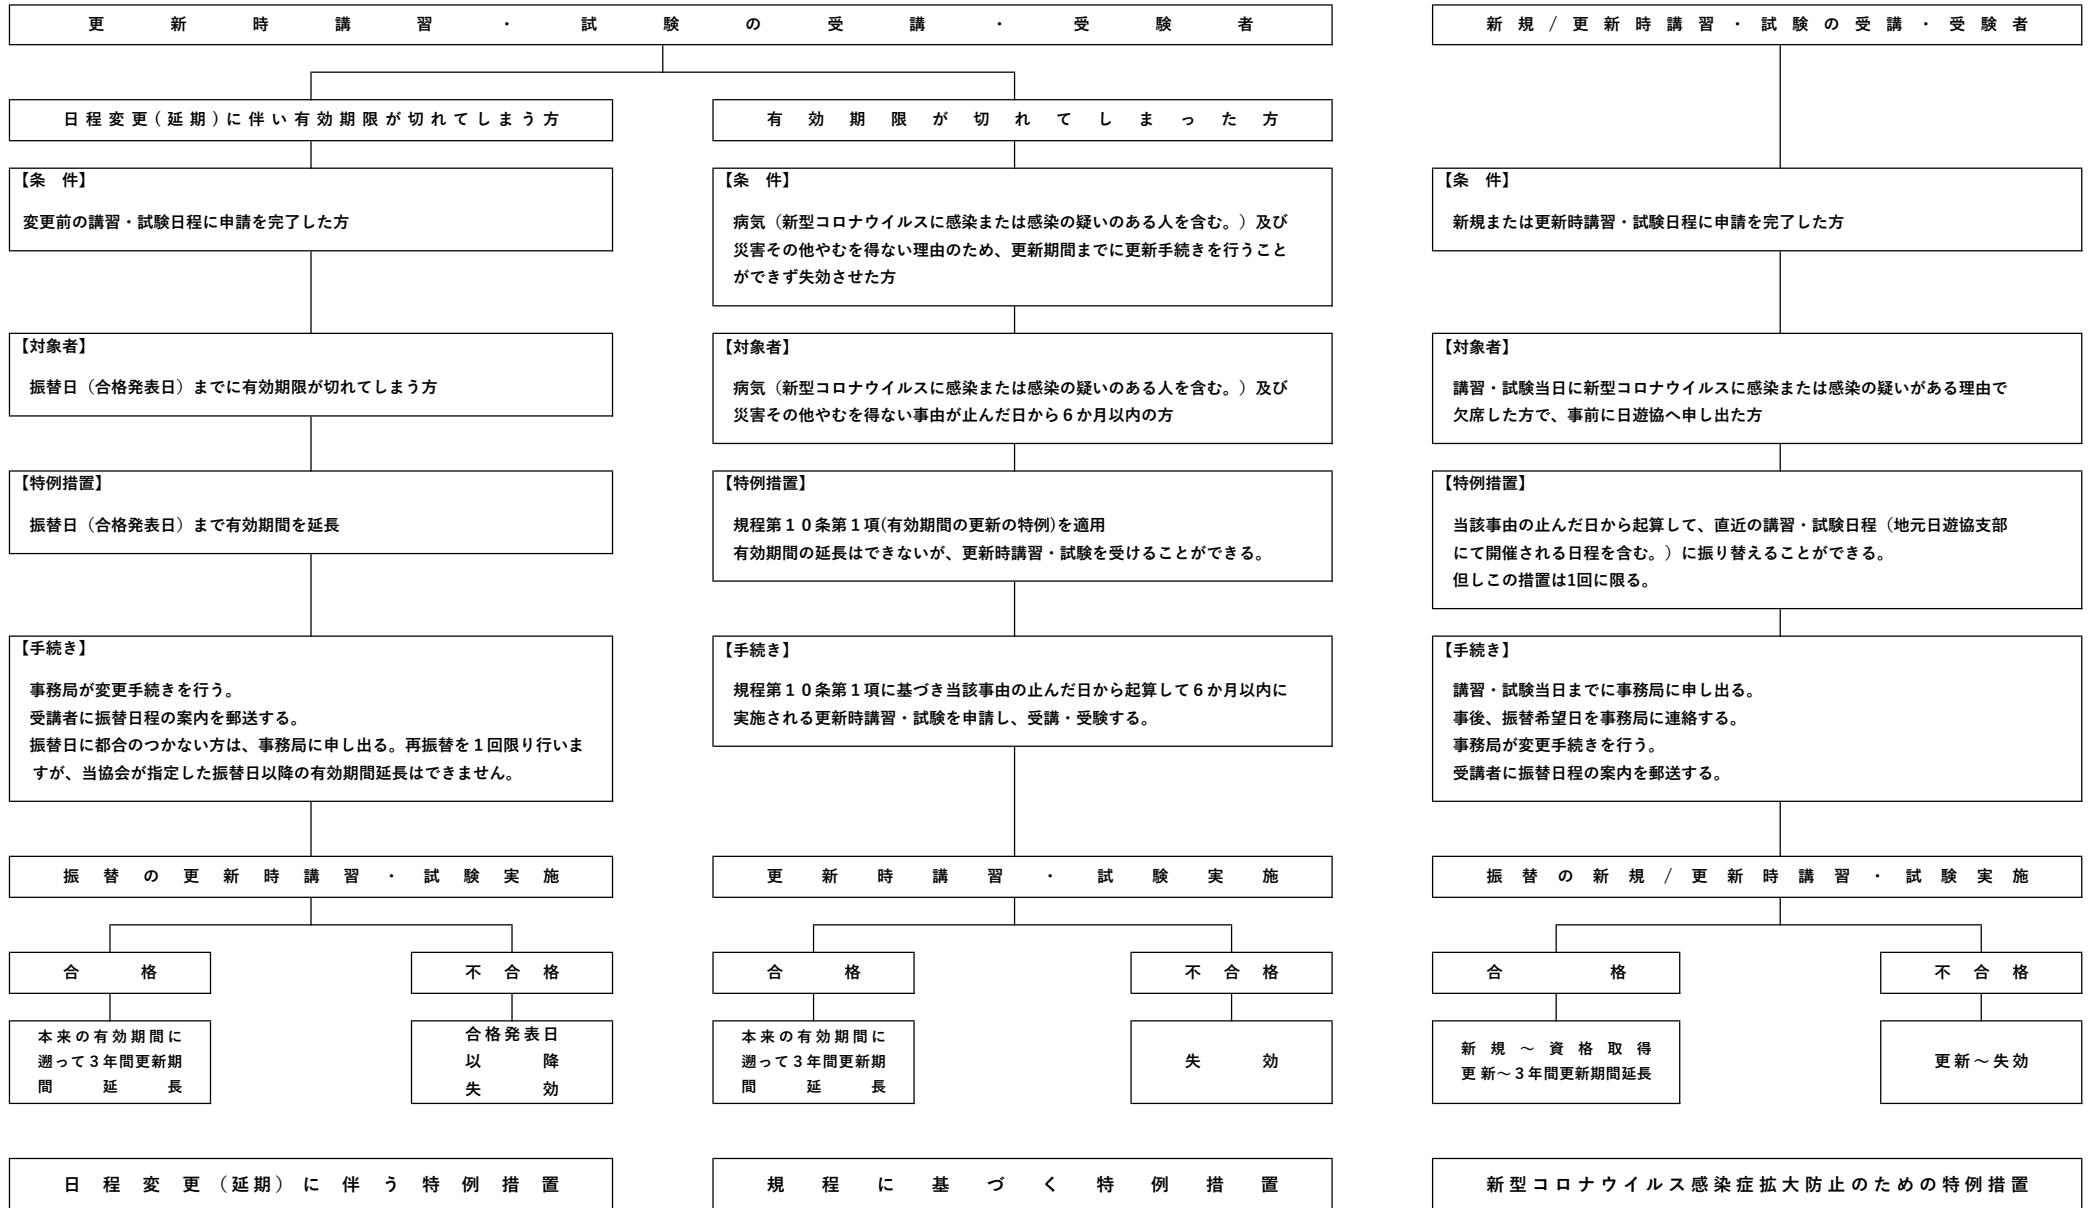 更新時講習・試験の受講・受験者
日程変更(延期)に伴い有効期限が切れてしまう方
【条　件】
変更前の講習・試験日程に申請を完了した方
【対象者】
振替日（合格発表日）までに有効期限が切れてしまう方
【特例措置】
振替日（合格発表日）まで有効期間を延長
【手続き】
事務局が変更手続きを行う。
受講者に振替日程の案内を郵送する。
振替日に都合のつかない方は、事務局に申し出る。再振替を１回限り行いま
すが、当協会が指定した振替日以降の有効期間延長はできません。
振替の更新時講習・試験実施
合格
本来の有効期間に
遡って３年間更新期
間延長
不合格
合格発表日
以降
失効
日程変更（延期）に伴う特例措置
有効期限が切れてしまった方
【条　件】
病気（新型コロナウイルスに感染または感染の疑いのある人を含む。）及び
災害その他やむを得ない理由のため、更新期間までに更新手続きを行うこと
ができず失効させた方
【対象者】
病気（新型コロナウイルスに感染または感染の疑いのある人を含む。）及び
災害その他やむを得ない事由が止んだ日から６か月以内の方
【特例措置】
規程第１０条第１項(有効期間の更新の特例)を適用
有効期間の延長はできないが、更新時講習・試験を受けることができる。
【手続き】
規程第１０条第１項に基づき当該事由の止んだ日から起算して６か月以内に
実施される更新時講習・試験を申請し、受講・受験する。
更新時講習・試験実施
合格
本来の有効期間に
遡って３年間更新期
間延長
不合格
失効
規程に基づく特例措置
新規/更新時講習・試験の受講・受験者
【条　件】
新規または更新時講習・試験日程に申請を完了した方
【対象者】
講習・試験当日に新型コロナウイルスに感染または感染の疑いがある理由で
欠席した方で、事前に日遊協へ申し出た方
【特例措置】
当該事由の止んだ日から起算して、直近の講習・試験日程（地元日遊協支部
にて開催される日程を含む。）に振り替えることができる。
但しこの措置は1回に限る。
【手続き】
講習・試験当日までに事務局に申し出る。
事後、振替希望日を事務局に連絡する。
事務局が変更手続きを行う。
受講者に振替日程の案内を郵送する。
振替の新規/更新時講習・試験実施
合格
新規～資格取得
更新～３年間更新期間延長
不合格
更新～失効
新型コロナウイルス感染症拡大防止のための特例措置